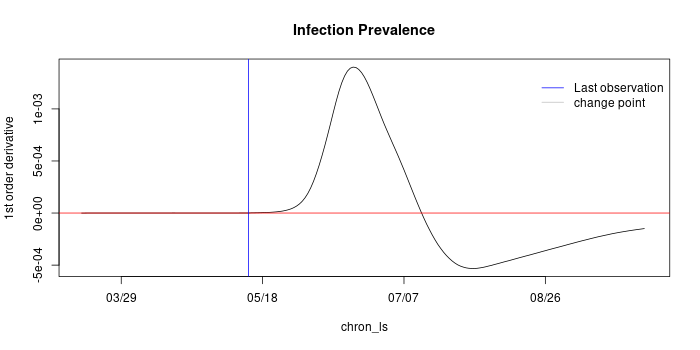 Infection Prevalence
1st order derivative
1e-03
5e-04
0e+00
-5e-04
Last observation
change point
03/29
05/18
07/07
08/26
chron_ls